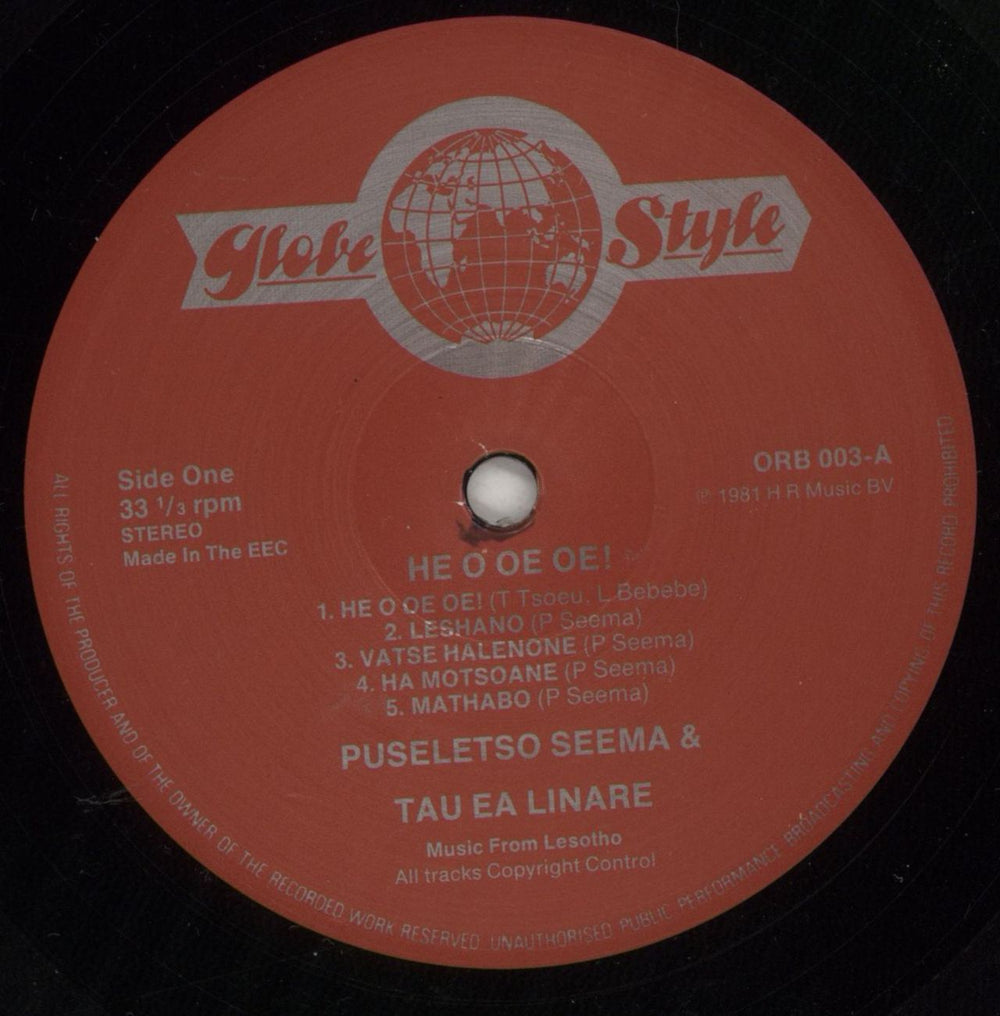 Globe Style
Side One
33 1/3 rpm
STEREO
Made In The EEC
ORB 003-A
℗ 1981 H R Music BV
HE O OE OE!
1. HE O OE OE! (T Tsoeu, L Bebebe)
2. LESHANO (P Seema)
3. VATSE HALENONE (P Seema)
4. HA MOTSOANE (P Seema)
5. MATHABO (P Seema)
PUSELETSO SEEMA &
TAU EA LINARE
Music From Lesotho
All tracks Copyright Control
ALL RIGHTS OF THE PRODUCER AND OF THE OWNER OF THE RECORDED WORK RESERVED UNAUTHORISED PUBLIC PERFORMANCE BROADCASTING AND COPYING OF THIS RECORD PROHIBITED